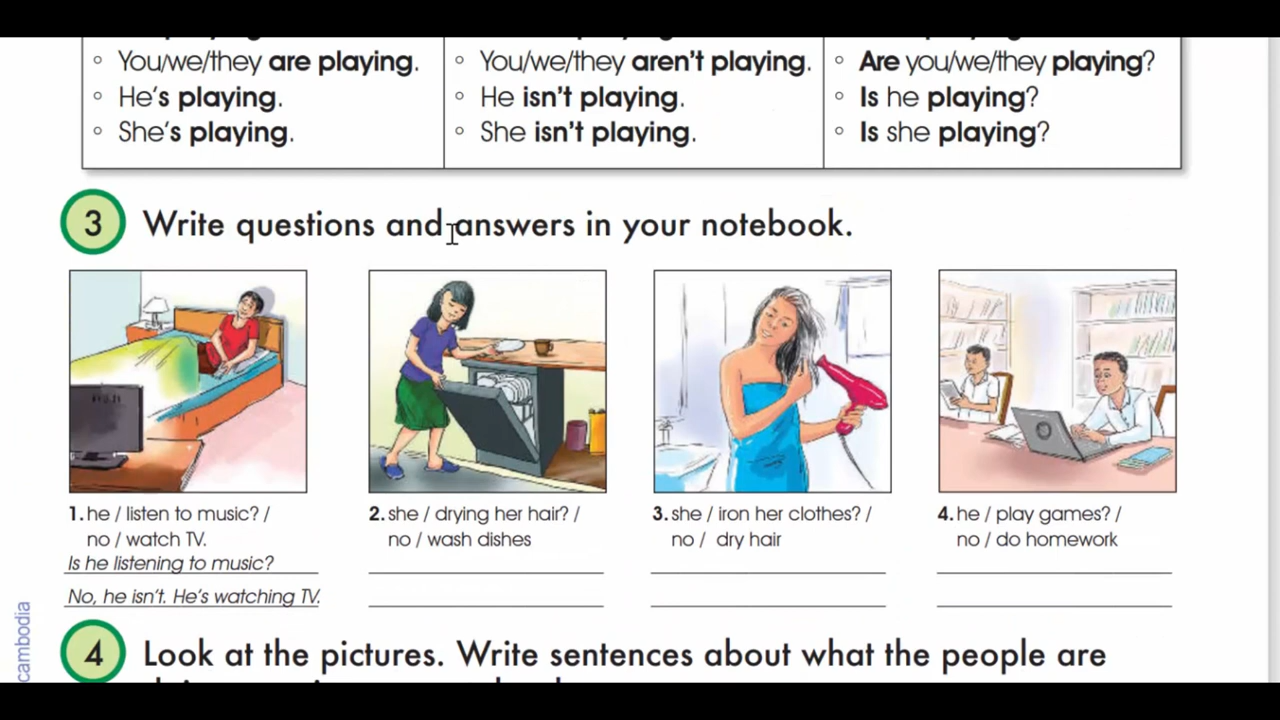 You/we/they are playing.
He's playing.
She's playing.
You/we/they aren't playing.
He isn't playing.
She isn't playing.
Are you/we/they playing?
Is he playing?
Is she playing?
3 Write questions and answers in your notebook.
1. he / listen to music? /
no / watch TV.
Is he listening to music?
No, he isn't. He's watching TV.
2. she / drying her hair? /
no / wash dishes
3. she / iron her clothes? /
no / dry hair
4. he / play games? /
no / do homework
4 Look at the pictures. Write sentences about what the people are
cambodia